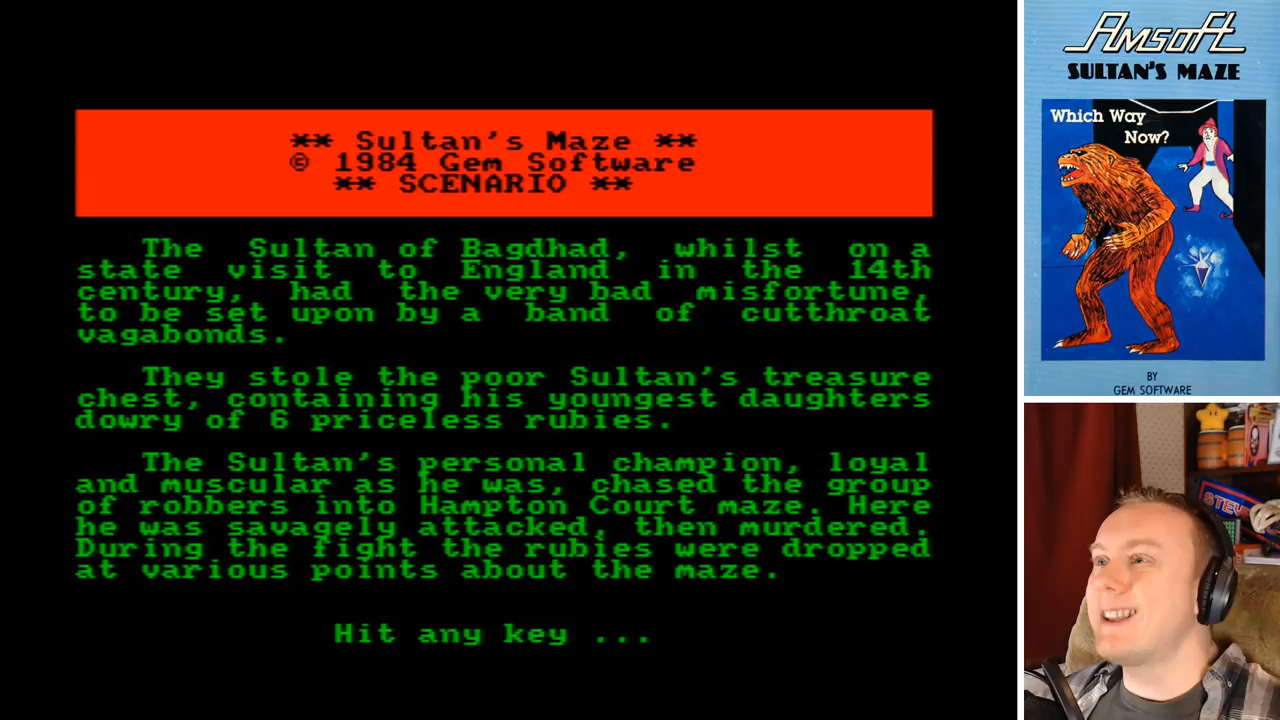 ** Sultan's Maze **
© 1984 Gem Software
** SCENARIO **
The Sultan of Bagdhad, whilst on a
state visit to England in the 14th
century, had the very bad misfortune,
to be set upon by a band of cutthroat
vagabonds.
They stole the poor Sultan's treasure
chest, containing his youngest daughters
dowry of 6 priceless rubies.
The Sultan's personal champion, loyal
and muscular as he was, chased the group
of robbers into Hampton Court maze. Here
he was savagely attacked, then murdered.
During the fight the rubies were dropped
at various points about the maze.
Hit any key ...
Amsoft
SULTAN'S MAZE
Which Way
Now?
BY
GEM SOFTWARE
STEY